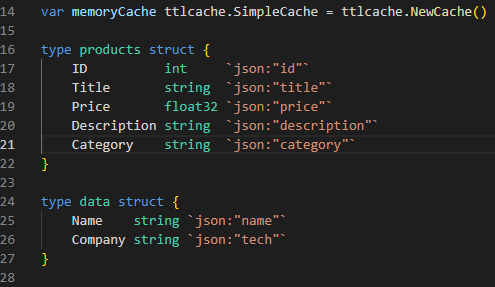 14 var memoryCache ttlcache.SimpleCache = ttlcache.NewCache()
15
16 type products struct {
17     ID          int     `json:"id"`
18     Title       string  `json:"title"`
19     Price       float32 `json:"price"`
20     Description string  `json:"description"`
21     Category    string  `json:"category"`
22 }
23
24 type data struct {
25     Name    string `json:"name"`
26     Company string `json:"tech"`
27 }
28